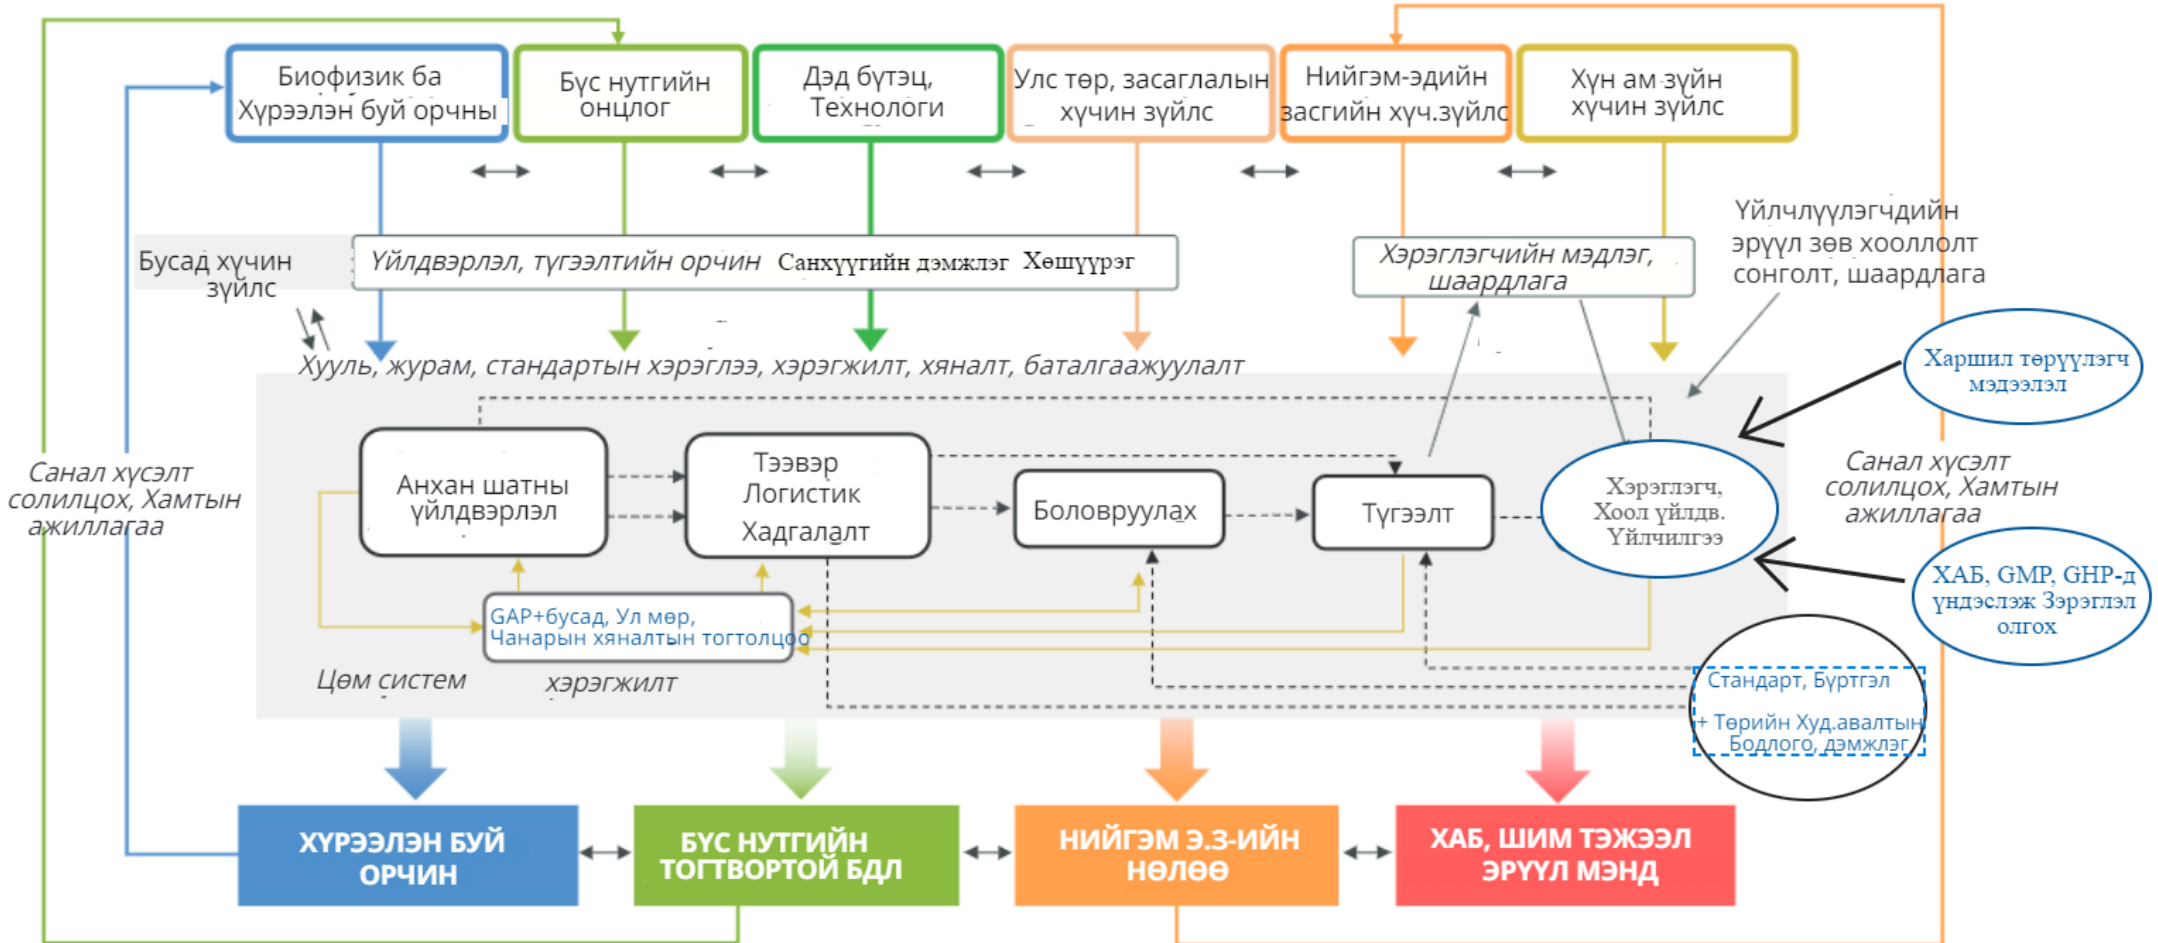 Биофизик ба
Хүрээлэн буй орчны
Бүс нутгийн
онцлог
Дэд бүтэц,
Технологи
Улс төр, засаглалын
хүчин зүйлс
Нийгэм-эдийн
засгийн хүч.зүйлс
Хүн ам зүйн
хүчин зүйлс
Бусад хүчин
зүйлс
Үйлдвэрлэл, түгээлтийн орчин Санхүүгийн дэмжлэг Хөшүүрэг
Хэрэглэгчийн мэдлэг,
шаардлага
Үйлчлүүлэгчдийн
эрүүл зөв хооллолт
сонголт, шаардлага
Хууль, журам, стандартын хэрэглээ, хэрэгжилт, хяналт, баталгаажуулалт
Харшил төрүүлэгч
мэдээлэл
Санал хүсэлт
солилцох, Хамтын
ажиллагаа
Анхан шатны
үйлдвэрлэл
Тээвэр
Логистик
Хадгалалт
Боловруулах
Түгээлт
Хэрэглэгч,
Хоол үйлдв.
Үйлчилгээ
Санал хүсэлт
солилцох, Хамтын
ажиллагаа
ХАБ, GMP, GHP-д
үндэслэж Зэрэглэл
олгох
GAP+бусад, Ул мөр,
Чанарын хяналтын тогтолцоо
Цөм систем
хэрэгжилт
Стандарт, Бүртгэл
+ Төрийн Худ.авалтын
Бодлого, дэмжлэг
ХҮРЭЭЛЭН БУЙ
ОРЧИН
БҮС НУТГИЙН
ТОГТВОРТОЙ БДЛ
НИЙГЭМ Э.З-ИЙН
НӨЛӨӨ
ХАБ, ШИМ ТЭЖЭЭЛ
ЭРҮҮЛ МЭНД